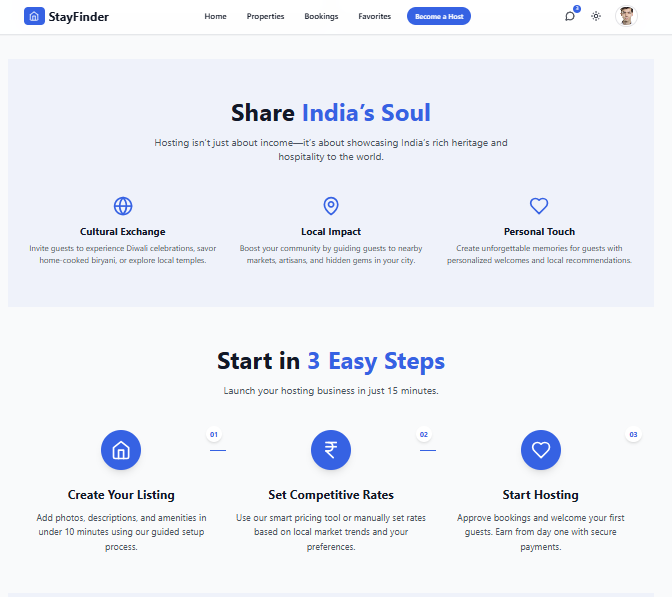 StayFinder
Home Properties Bookings Favorites Become a Host
3
Share India's Soul
Hosting isn't just about income—it's about showcasing India's rich heritage and
hospitality to the world.
Cultural Exchange
Invite guests to experience Diwali celebrations, savor
home-cooked biryani, or explore local temples.
Local Impact
Boost your community by guiding guests to nearby
markets, artisans, and hidden gems in your city.
Personal Touch
Create unforgettable memories for guests with
personalized welcomes and local recommendations.
Start in 3 Easy Steps
Launch your hosting business in just 15 minutes.
01
Create Your Listing
Add photos, descriptions, and amenities in
under 10 minutes using our guided setup
process.
02
₹
Set Competitive Rates
Use our smart pricing tool or manually set rates
based on local market trends and your
preferences.
03
Start Hosting
Approve bookings and welcome your first
guests. Earn from day one with secure
payments.